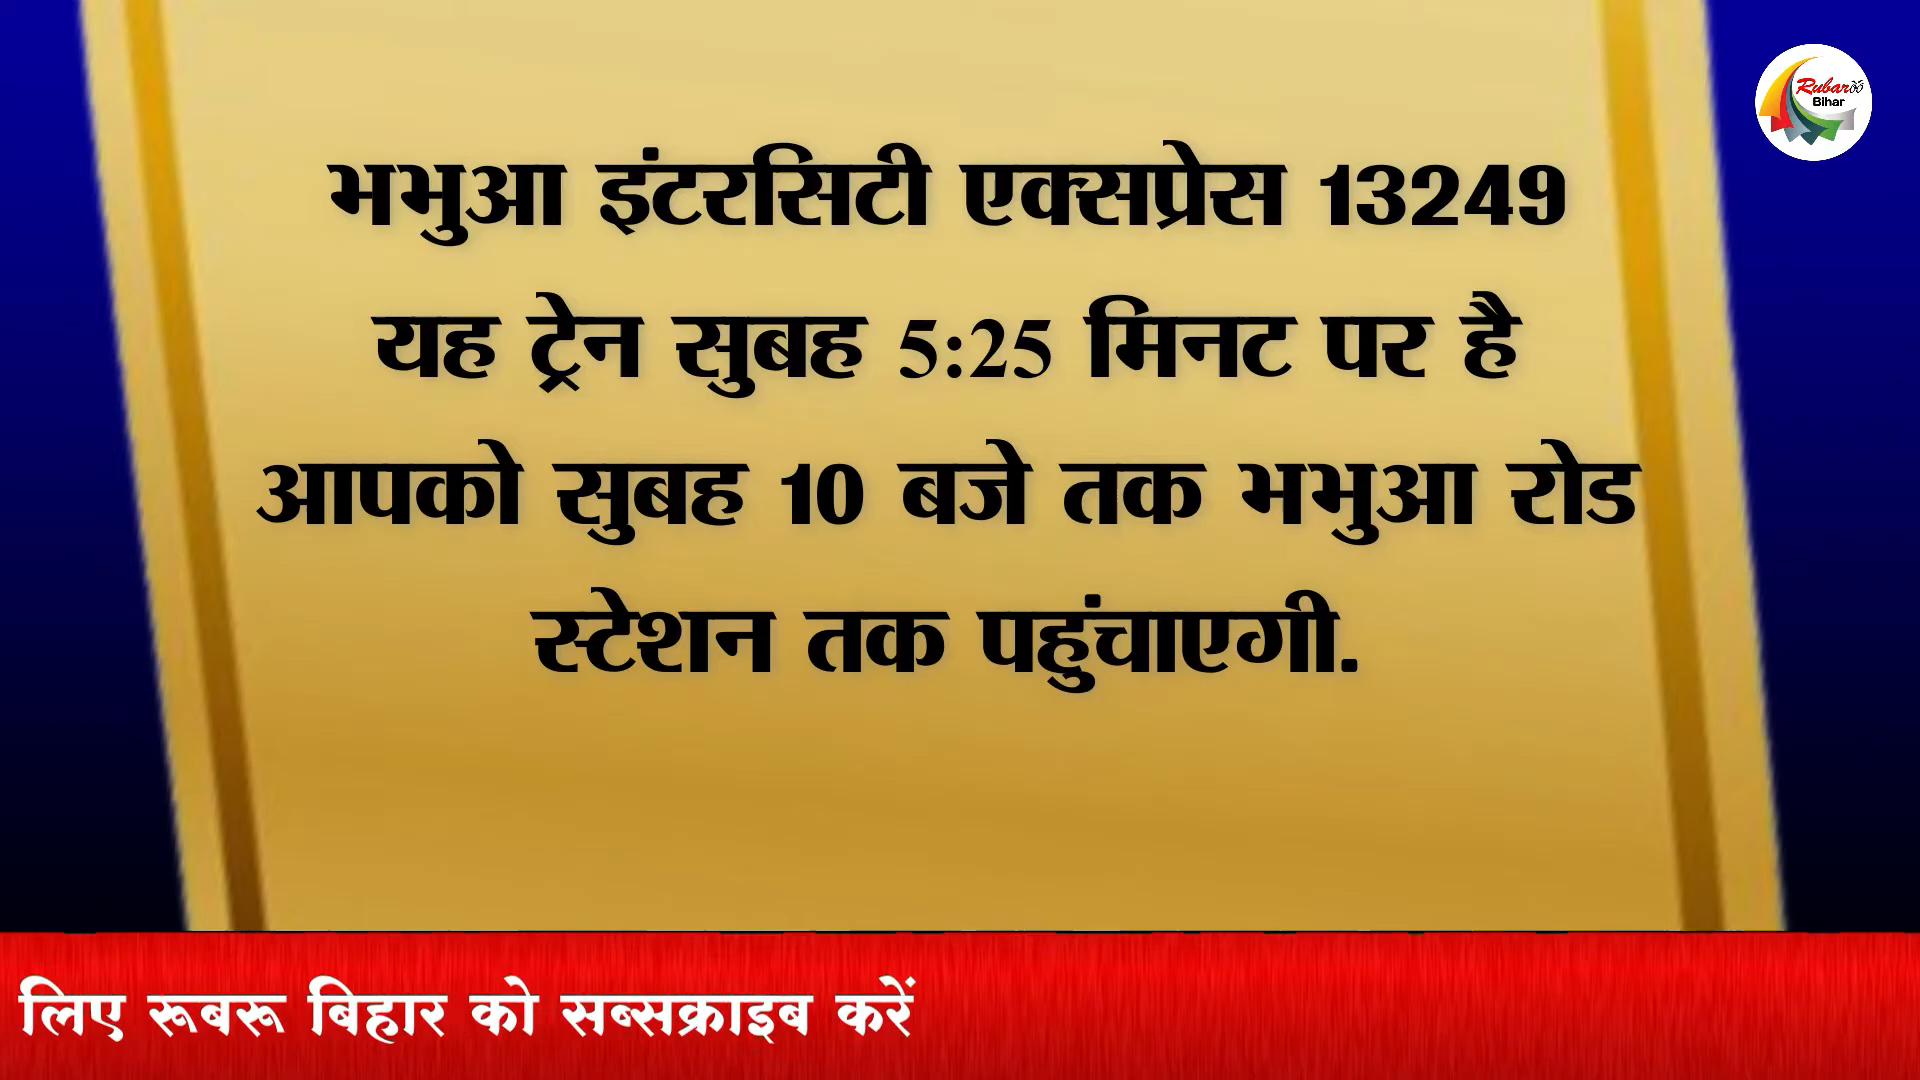 Rubaroo
Bihar
भभुआ इंटरसिटी एक्सप्रेस 13249
यह ट्रेन सुबह 5:25 मिनट पर है
आपको सुबह 10 बजे तक भभुआ रोड
स्टेशन तक पहुंचाएगी.
लिए रूबरू बिहार को सब्सक्राइब करें